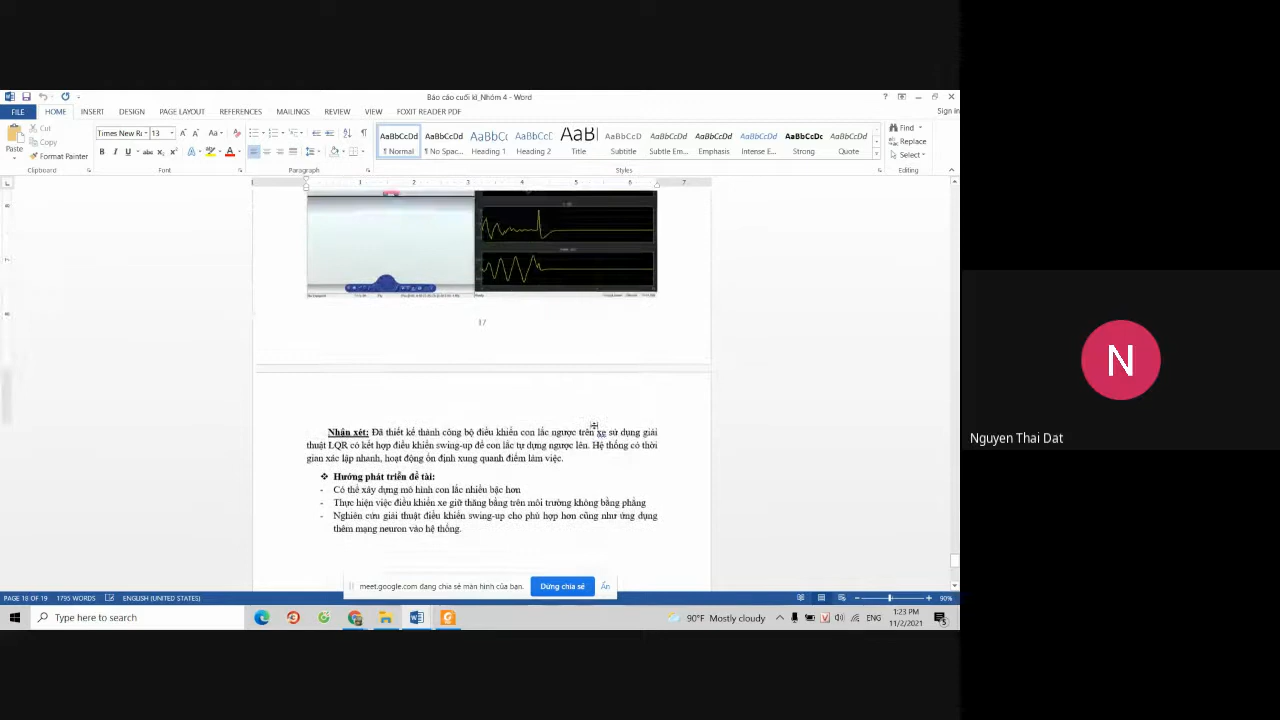 Báo cáo cuối kì_Nhóm 4 - Word
Sign in
FILE HOME INSERT DESIGN PAGE LAYOUT REFERENCES MAILINGS REVIEW VIEW FOXIT READER PDF
Paste
Cut
Copy
Format Painter
Clipboard
Times New Ro 13
Font
Paragraph
AaBbCcDd AaBbCcDd AaBbCc AaBbCcC AaBb AaBbCcD AaBbCcDd AaBbCcDd AaBbCcDd AaBbCcDc AaBbCcDd
¶ Normal ¶ No Spac... Heading 1 Heading 2 Title Subtitle Subtle Em... Emphasis Intense E... Strong Quote
Styles
Find
Replace
Select
Editing
17
Nhận xét: Đã thiết kế thành công bộ điều khiển con lắc ngược trên xe sử dụng giải
thuật LQR có kết hợp điều khiển swing-up để con lắc tự dựng ngược lên. Hệ thống có thời
gian xác lập nhanh, hoạt động ổn định xung quanh điểm làm việc.
❖ Hướng phát triển đề tài:
- Có thể xây dựng mô hình con lắc nhiều bậc hơn
- Thực hiện việc điều khiển xe giữ thăng bằng trên môi trường không bằng phẳng
- Nghiên cứu giải thuật điều khiển swing-up cho phù hợp hơn cũng như ứng dụng
thêm mạng neuron vào hệ thống.
meet.google.com đang chia sẻ màn hình của bạn. Dừng chia sẻ Ẩn
PAGE 18 OF 19 1795 WORDS ENGLISH (UNITED STATES) 90%
Type here to search
90°F Mostly cloudy
ENG
1:23 PM
11/2/2021
5
N
Nguyen Thai Dat